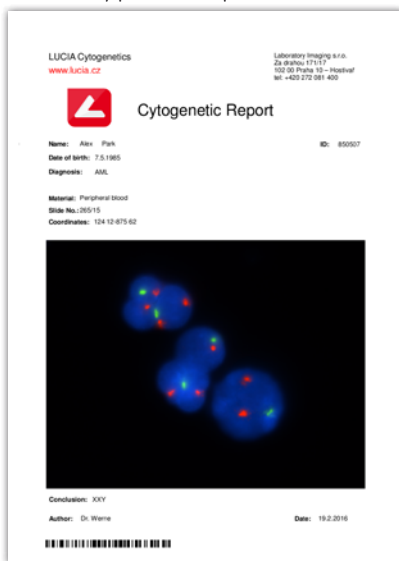 LUCIA Cytogenetics
www.lucia.cz
Laboratory Imaging s.r.o.
Za drahou 171/17
102 00 Praha 10 – Hostivař
tel: +420 272 081 400
Cytogenetic Report
Name: Alex Park ID: 850507
Date of birth: 7.5.1985
Diagnosis: AML
Material: Peripheral blood
Slide No.: 265/15
Coordinates: 124 12-875 62
Conclusion: XXY
Author: Dr. Werne Date: 19.2.2016